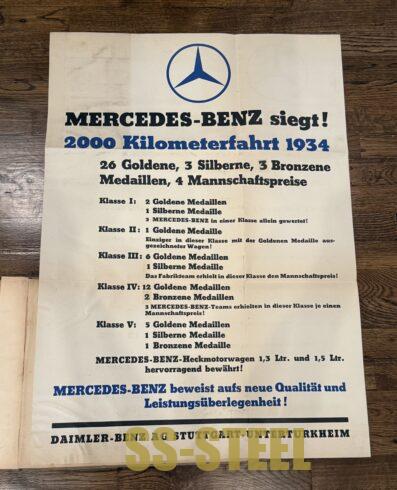 MERCEDES-BENZ siegt!
2000 Kilometerfahrt 1934
26 Goldene, 3 Silberne, 3 Bronzene
Medaillen, 4 Mannschaftspreise
Klasse I: 2 Goldene Medaillen
1 Silberne Medaille
3 MERCEDES-BENZ in einer Klasse allein gewertet!
Klasse II: 1 Goldene Medaille
Einziger in dieser Klasse mit der Goldenen Medaille aus-
gezeichneter Wagen!
Klasse III: 6 Goldene Medaillen
1 Silberne Medaille
Das Fabrikteam erhielt in dieser Klasse den Mannschaftspreis!
Klasse IV: 12 Goldene Medaillen
2 Bronzene Medaillen
3 MERCEDES-BENZ-Teams erhielten in dieser Klasse je einen
Mannschaftspreis!
Klasse V: 5 Goldene Medaillen
1 Silberne Medaille
1 Bronzene Medaille
MERCEDES-BENZ-Heckmotorwagen 1,3 Ltr. und 1,5 Ltr.
hervorragend bewährt!
MERCEDES-BENZ beweist aufs neue Qualität und
Leistungsüberlegenheit!
DAIMLER-BENZ AG STUTTGART-UNTERTÜRKHEIM
SS-STEEL